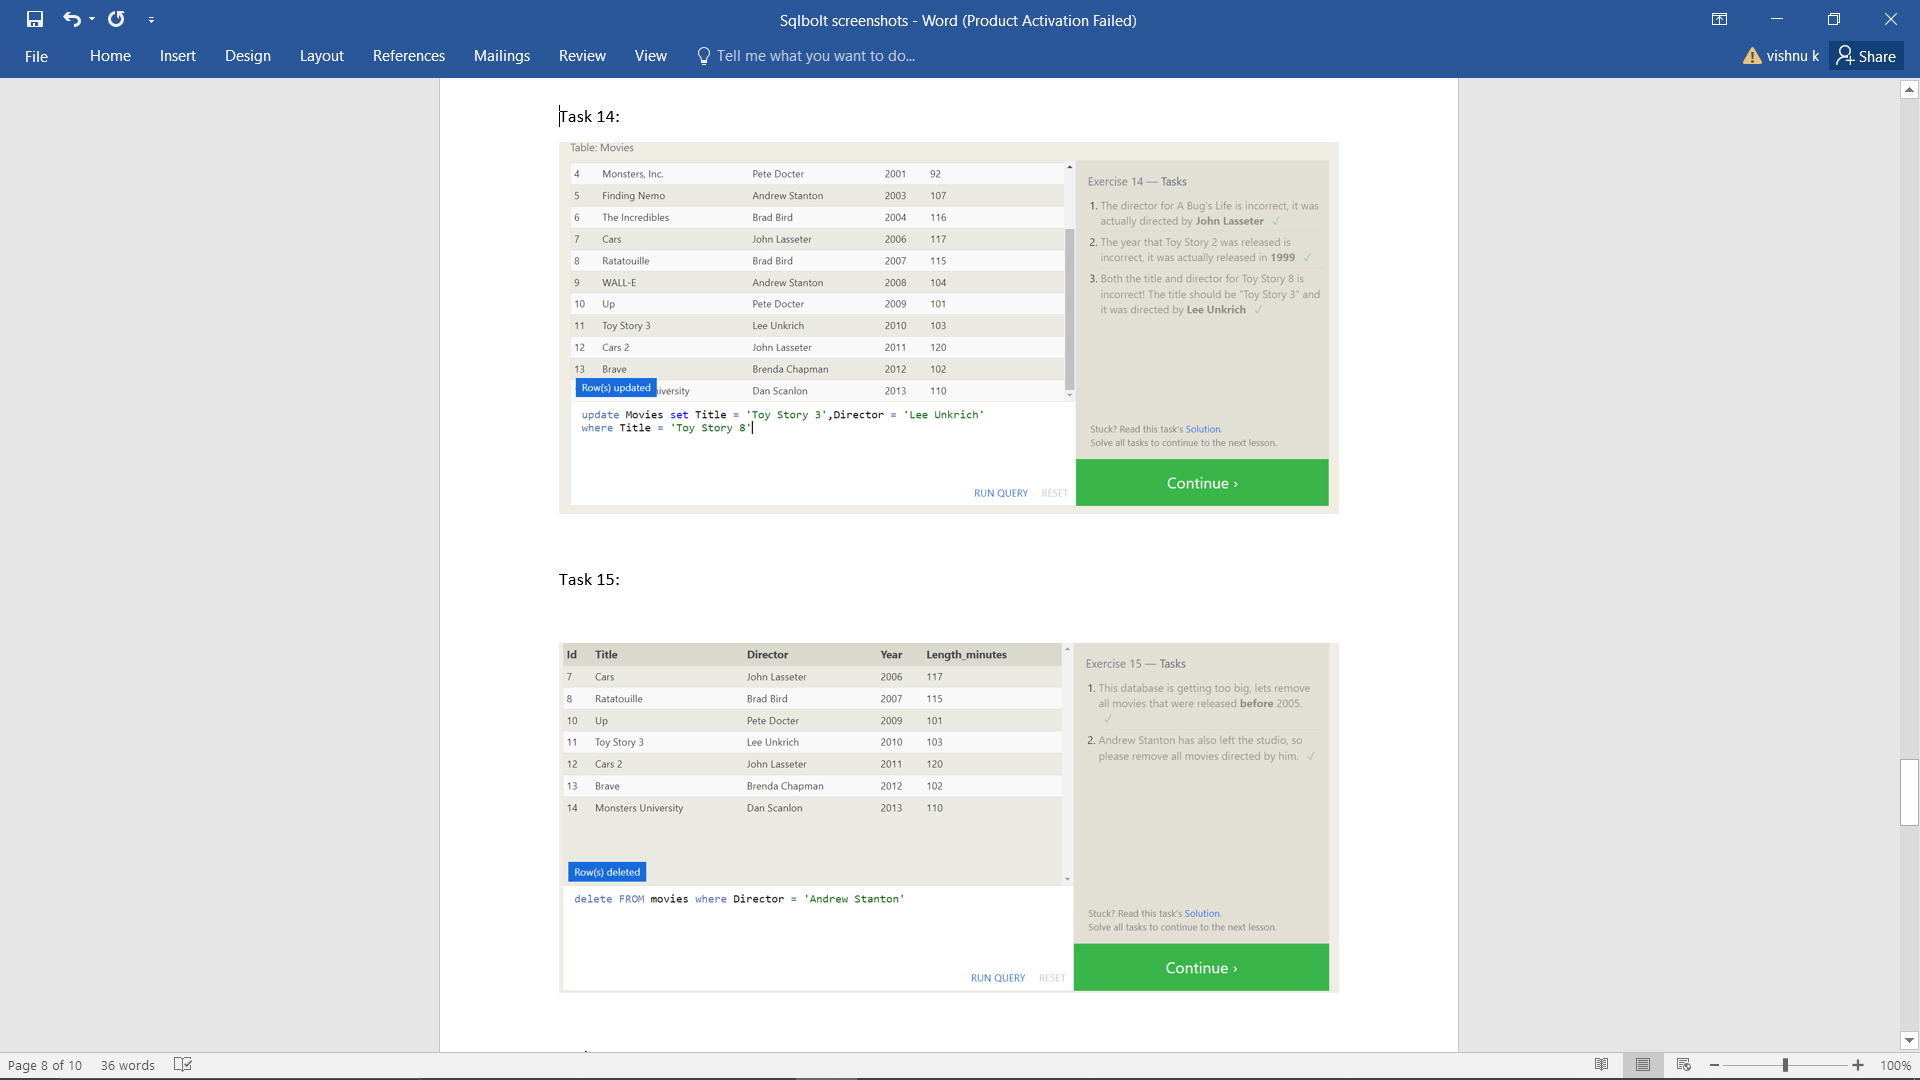 Sqlbolt screenshots - Word (Product Activation Failed)
File Home Insert Design Layout References Mailings Review View Tell me what you want to do...
vishnu k Share
Task 14:
Table: Movies
4 Monsters, Inc. Pete Docter 2001 92
5 Finding Nemo Andrew Stanton 2003 107
6 The Incredibles Brad Bird 2004 116
7 Cars John Lasseter 2006 117
8 Ratatouille Brad Bird 2007 115
9 WALL-E Andrew Stanton 2008 104
10 Up Pete Docter 2009 101
11 Toy Story 3 Lee Unkrich 2010 103
12 Cars 2 John Lasseter 2011 120
13 Brave Brenda Chapman 2012 102
iversity Dan Scanlon 2013 110
Row(s) updated
update Movies set Title = 'Toy Story 3',Director = 'Lee Unkrich'
where Title = 'Toy Story 8'
RUN QUERY RESET
Exercise 14 — Tasks
1. The director for A Bug's Life is incorrect, it was
actually directed by John Lasseter ✓
2. The year that Toy Story 2 was released is
incorrect, it was actually released in 1999 ✓
3. Both the title and director for Toy Story 8 is
incorrect! The title should be "Toy Story 3" and
it was directed by Lee Unkrich ✓
Stuck? Read this task's Solution.
Solve all tasks to continue to the next lesson.
Continue ›
Task 15:
Id Title Director Year Length_minutes
7 Cars John Lasseter 2006 117
8 Ratatouille Brad Bird 2007 115
10 Up Pete Docter 2009 101
11 Toy Story 3 Lee Unkrich 2010 103
12 Cars 2 John Lasseter 2011 120
13 Brave Brenda Chapman 2012 102
14 Monsters University Dan Scanlon 2013 110
Row(s) deleted
delete FROM movies where Director = 'Andrew Stanton'
RUN QUERY RESET
Exercise 15 — Tasks
1. This database is getting too big, lets remove
all movies that were released before 2005.
✓
2. Andrew Stanton has also left the studio, so
please remove all movies directed by him. ✓
Stuck? Read this task's Solution.
Solve all tasks to continue to the next lesson.
Continue ›
Page 8 of 10 36 words 100%